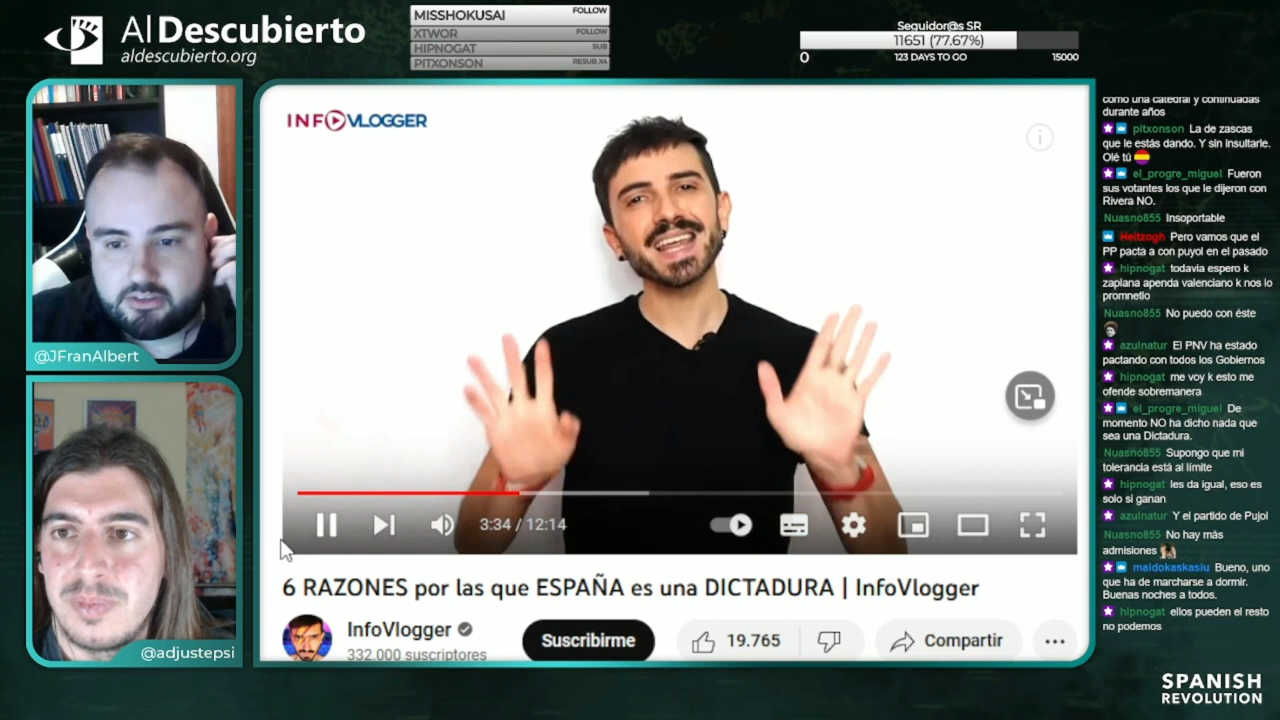 Al Descubierto
aldescubierto.org
MISSHOKUSAI FOLLOW
XTWOR FOLLOW
HIPNOGAT SUB
PITXONSON RESUB X4
Seguidor@s SR
11651 (77.67%)
0 123 DAYS TO GO 15000
@JFranAlbert
@adjustepsi
INFOVLOGGER
3:34 / 12:14
6 RAZONES por las que ESPAÑA es una DICTADURA | InfoVlogger
InfoVlogger
332.000 suscriptores
Suscribirme
19.765
Compartir
como una catedral y continuadas
durante años
pitxonson La de zascas
que le estás dando. Y sin insultarle.
Olé tú
el_progre_miguel Fueron
sus votantes los que le dijeron con
Rivera NO.
Nuasno855 Insoportable
Heitzogh Pero vamos que el
PP pacta a con puyol en el pasado
hipnogat todavia espero k
zaplana apenda valenciano k nos lo
promnetio
Nuasno855 No puedo con éste
azulnatur El PNV ha estado
pactando con todos los Gobiernos
hipnogat me voy k esto me
ofende sobremanera
el_progre_miguel De
momento NO ha dicho nada que
sea una Dictadura.
Nuasno855 Supongo que mi
tolerancia está al límite
hipnogat les da igual, eso es
solo si ganan
azulnatur Y el partido de Pujol
Nuasno855 No hay más
admisiones
maldokaskasiu Bueno, uno
que ha de marcharse a dormir.
Buenas noches a todos.
hipnogat ellos pueden el resto
no podemos
SPANISH
REVOLUTION